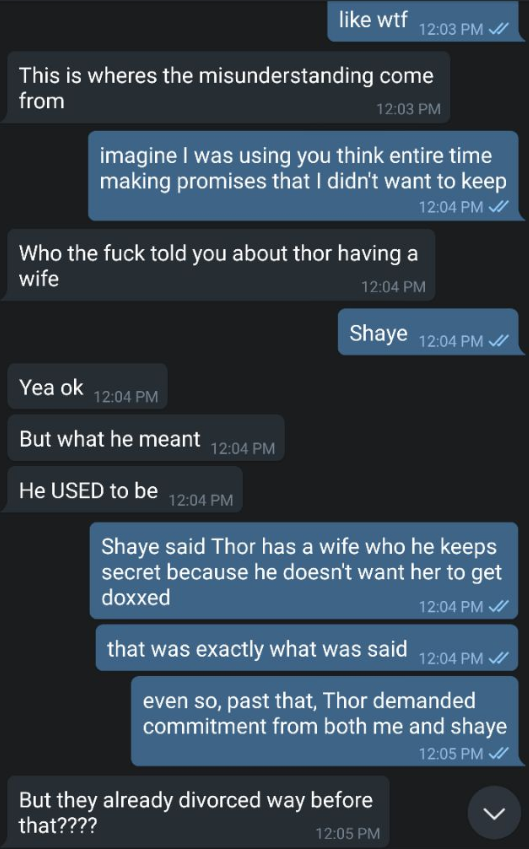 like wtf 12:03 PM
This is wheres the misunderstanding come
from 12:03 PM
imagine I was using you think entire time
making promises that I didn't want to keep
12:04 PM
Who the fuck told you about thor having a
wife 12:04 PM
Shaye 12:04 PM
Yea ok 12:04 PM
But what he meant 12:04 PM
He USED to be 12:04 PM
Shaye said Thor has a wife who he keeps
secret because he doesn't want her to get
doxxed 12:04 PM
that was exactly what was said 12:04 PM
even so, past that, Thor demanded
commitment from both me and shaye
12:05 PM
But they already divorced way before
that???? 12:05 PM